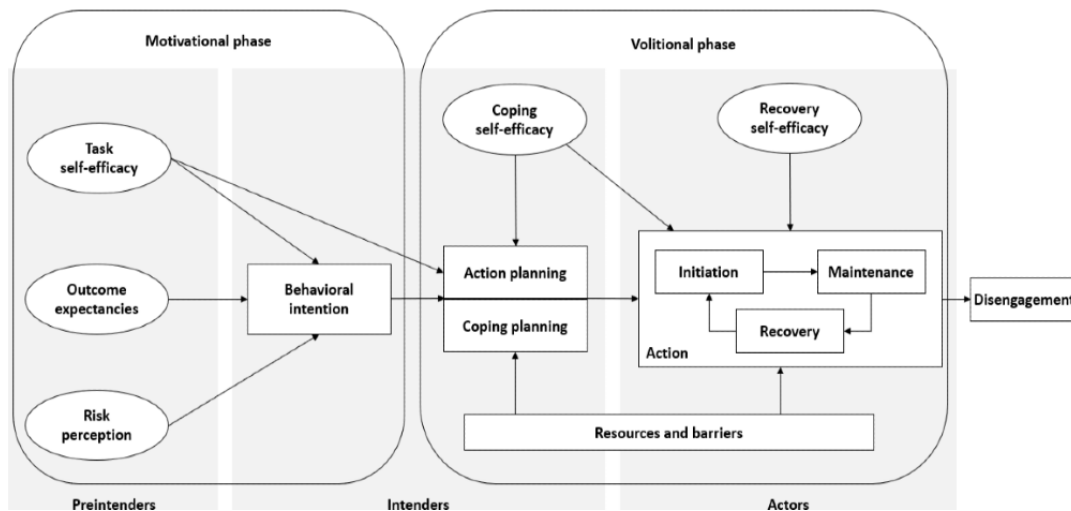 Motivational phase
Volitional phase
Task
self-efficacy
Coping
self-efficacy
Recovery
self-efficacy
Outcome
expectancies
Behavioral
intention
Action planning
Coping planning
Initiation
Maintenance
Recovery
Action
Disengagement
Risk
perception
Resources and barriers
Preintenders
Intenders
Actors